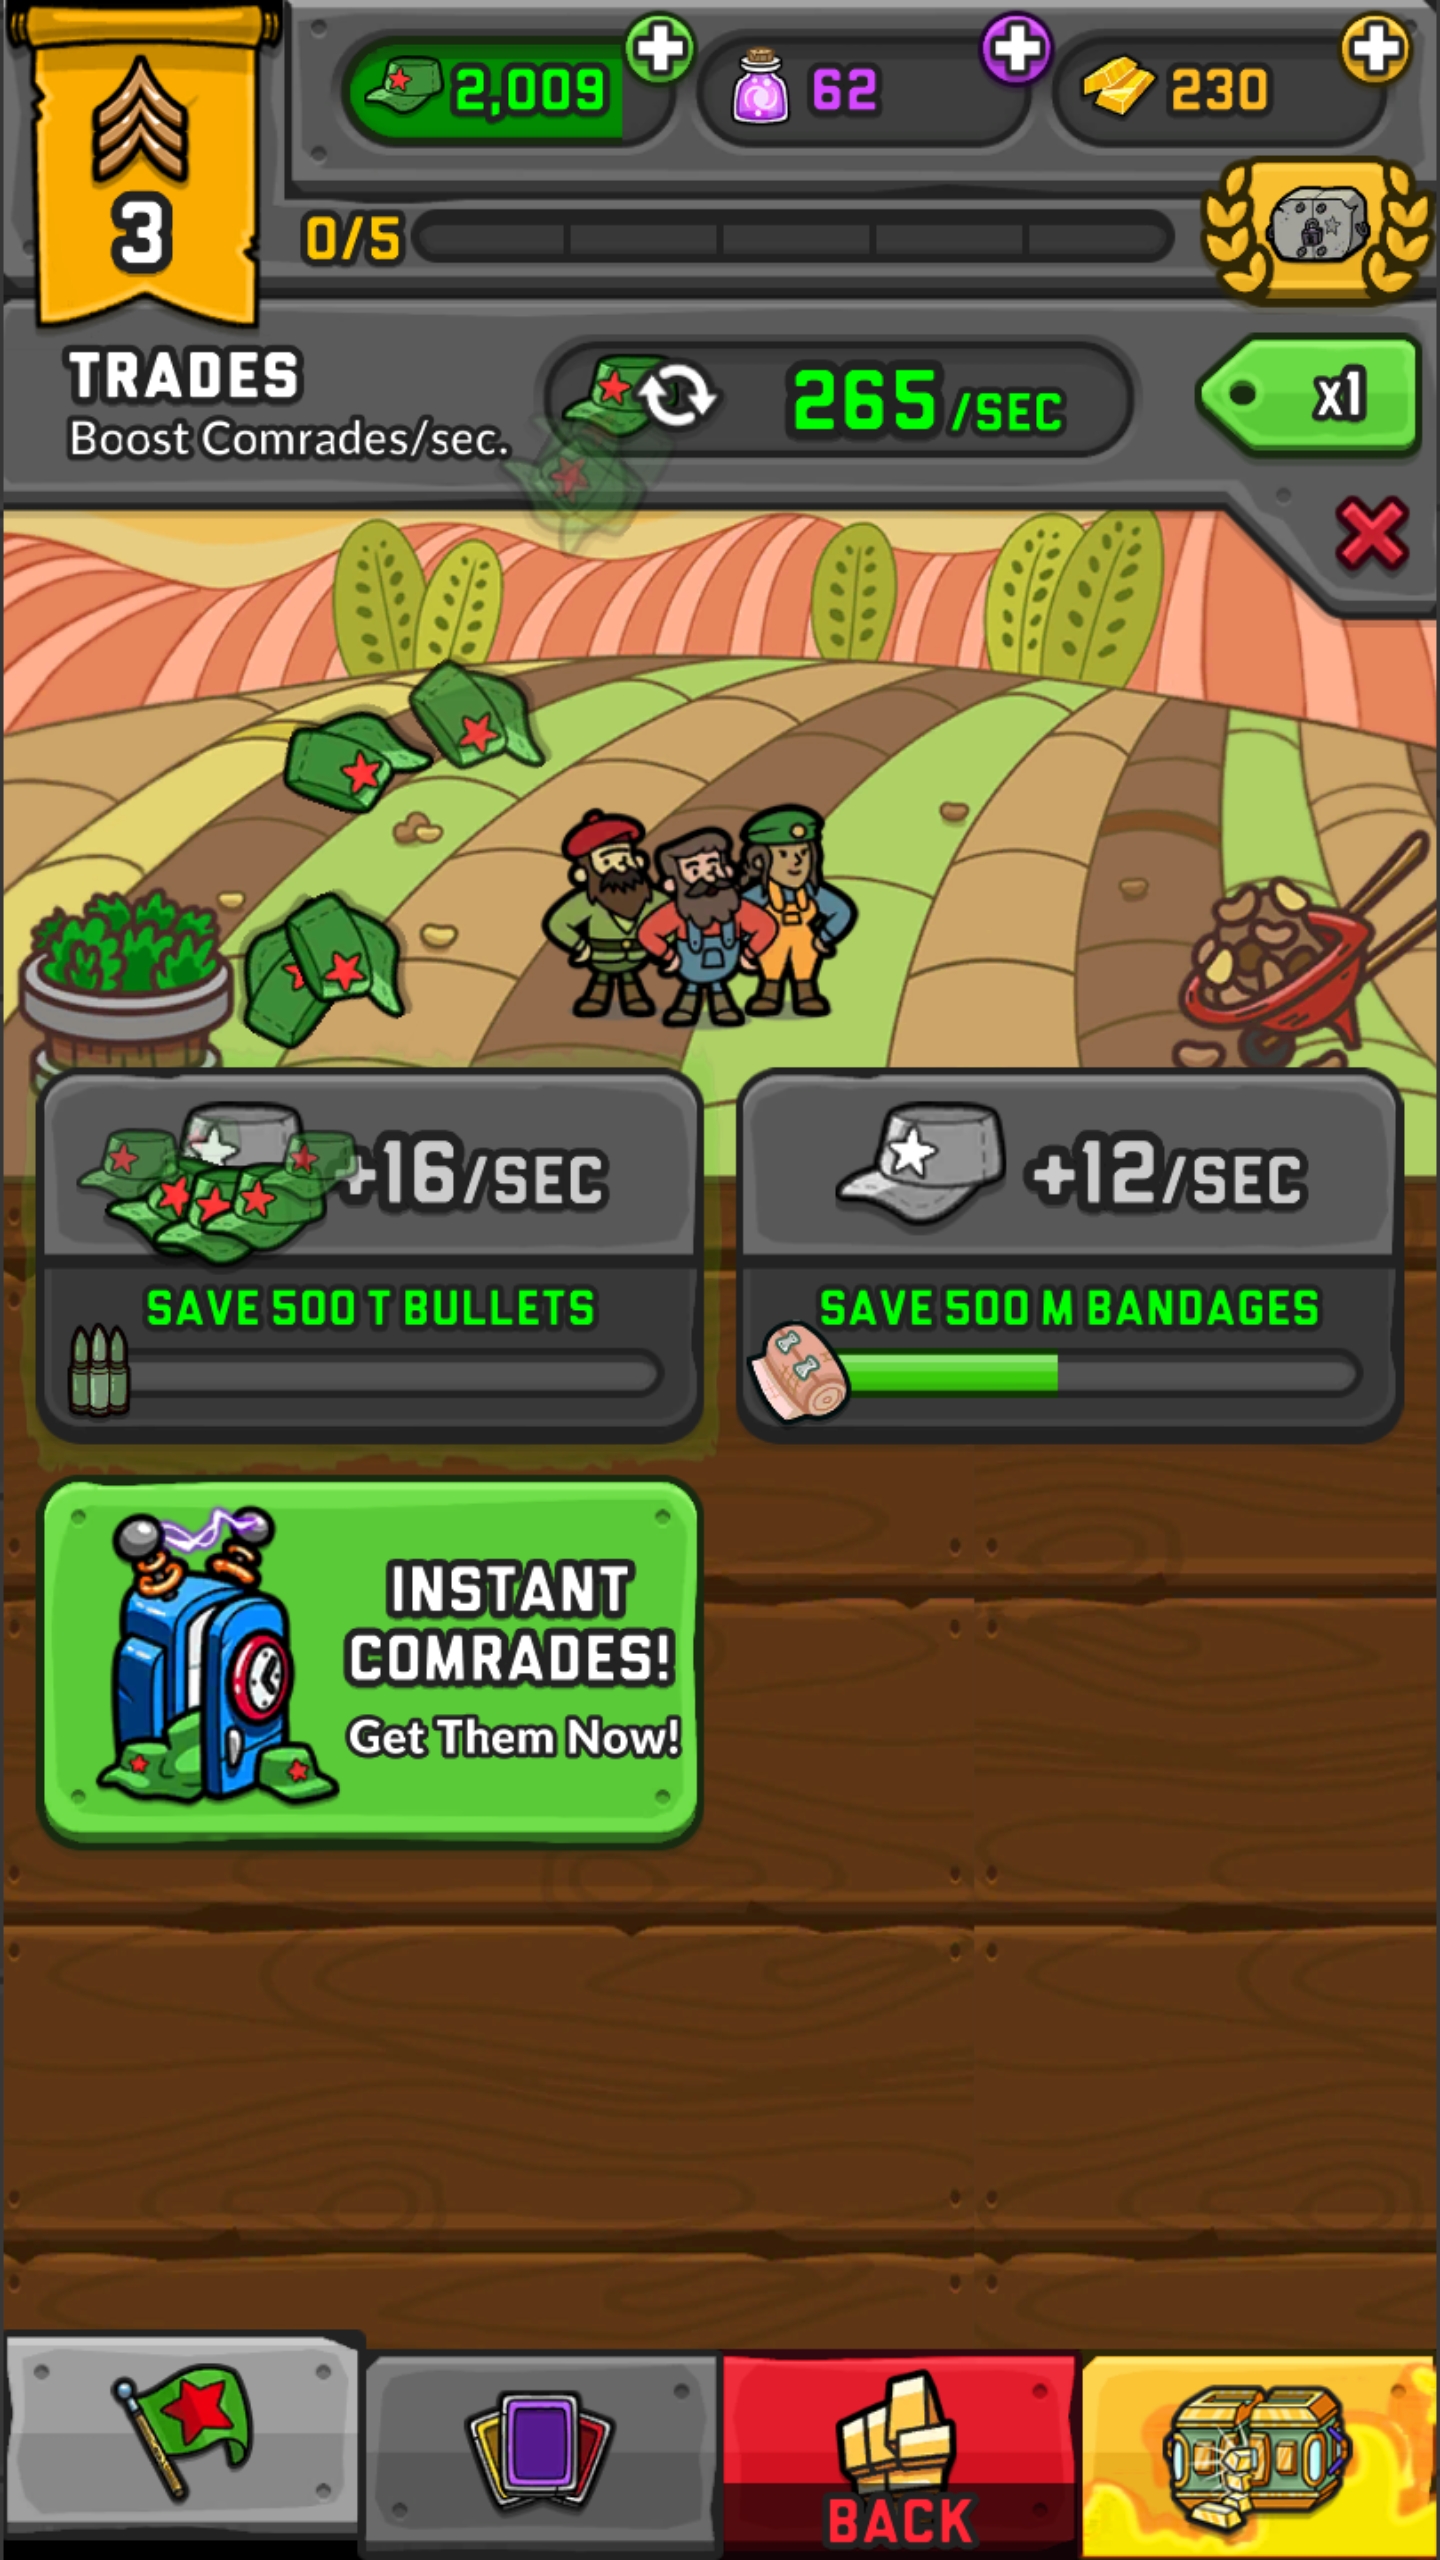 2,009
62
230
3
0/5
TRADES
Boost Comrades/sec.
265/SEC
x1
+16/SEC
+12/SEC
SAVE 500 T BULLETS
SAVE 500 M BANDAGES
INSTANT
COMRADES!
Get Them Now!
BACK